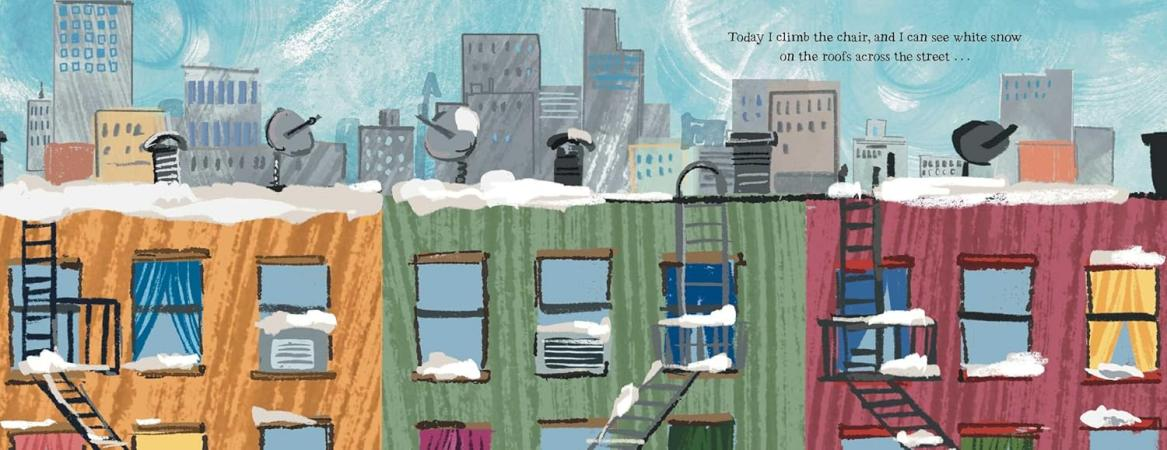 Today I climb the chair, and I can see white snow
on the roofs across the street . . .